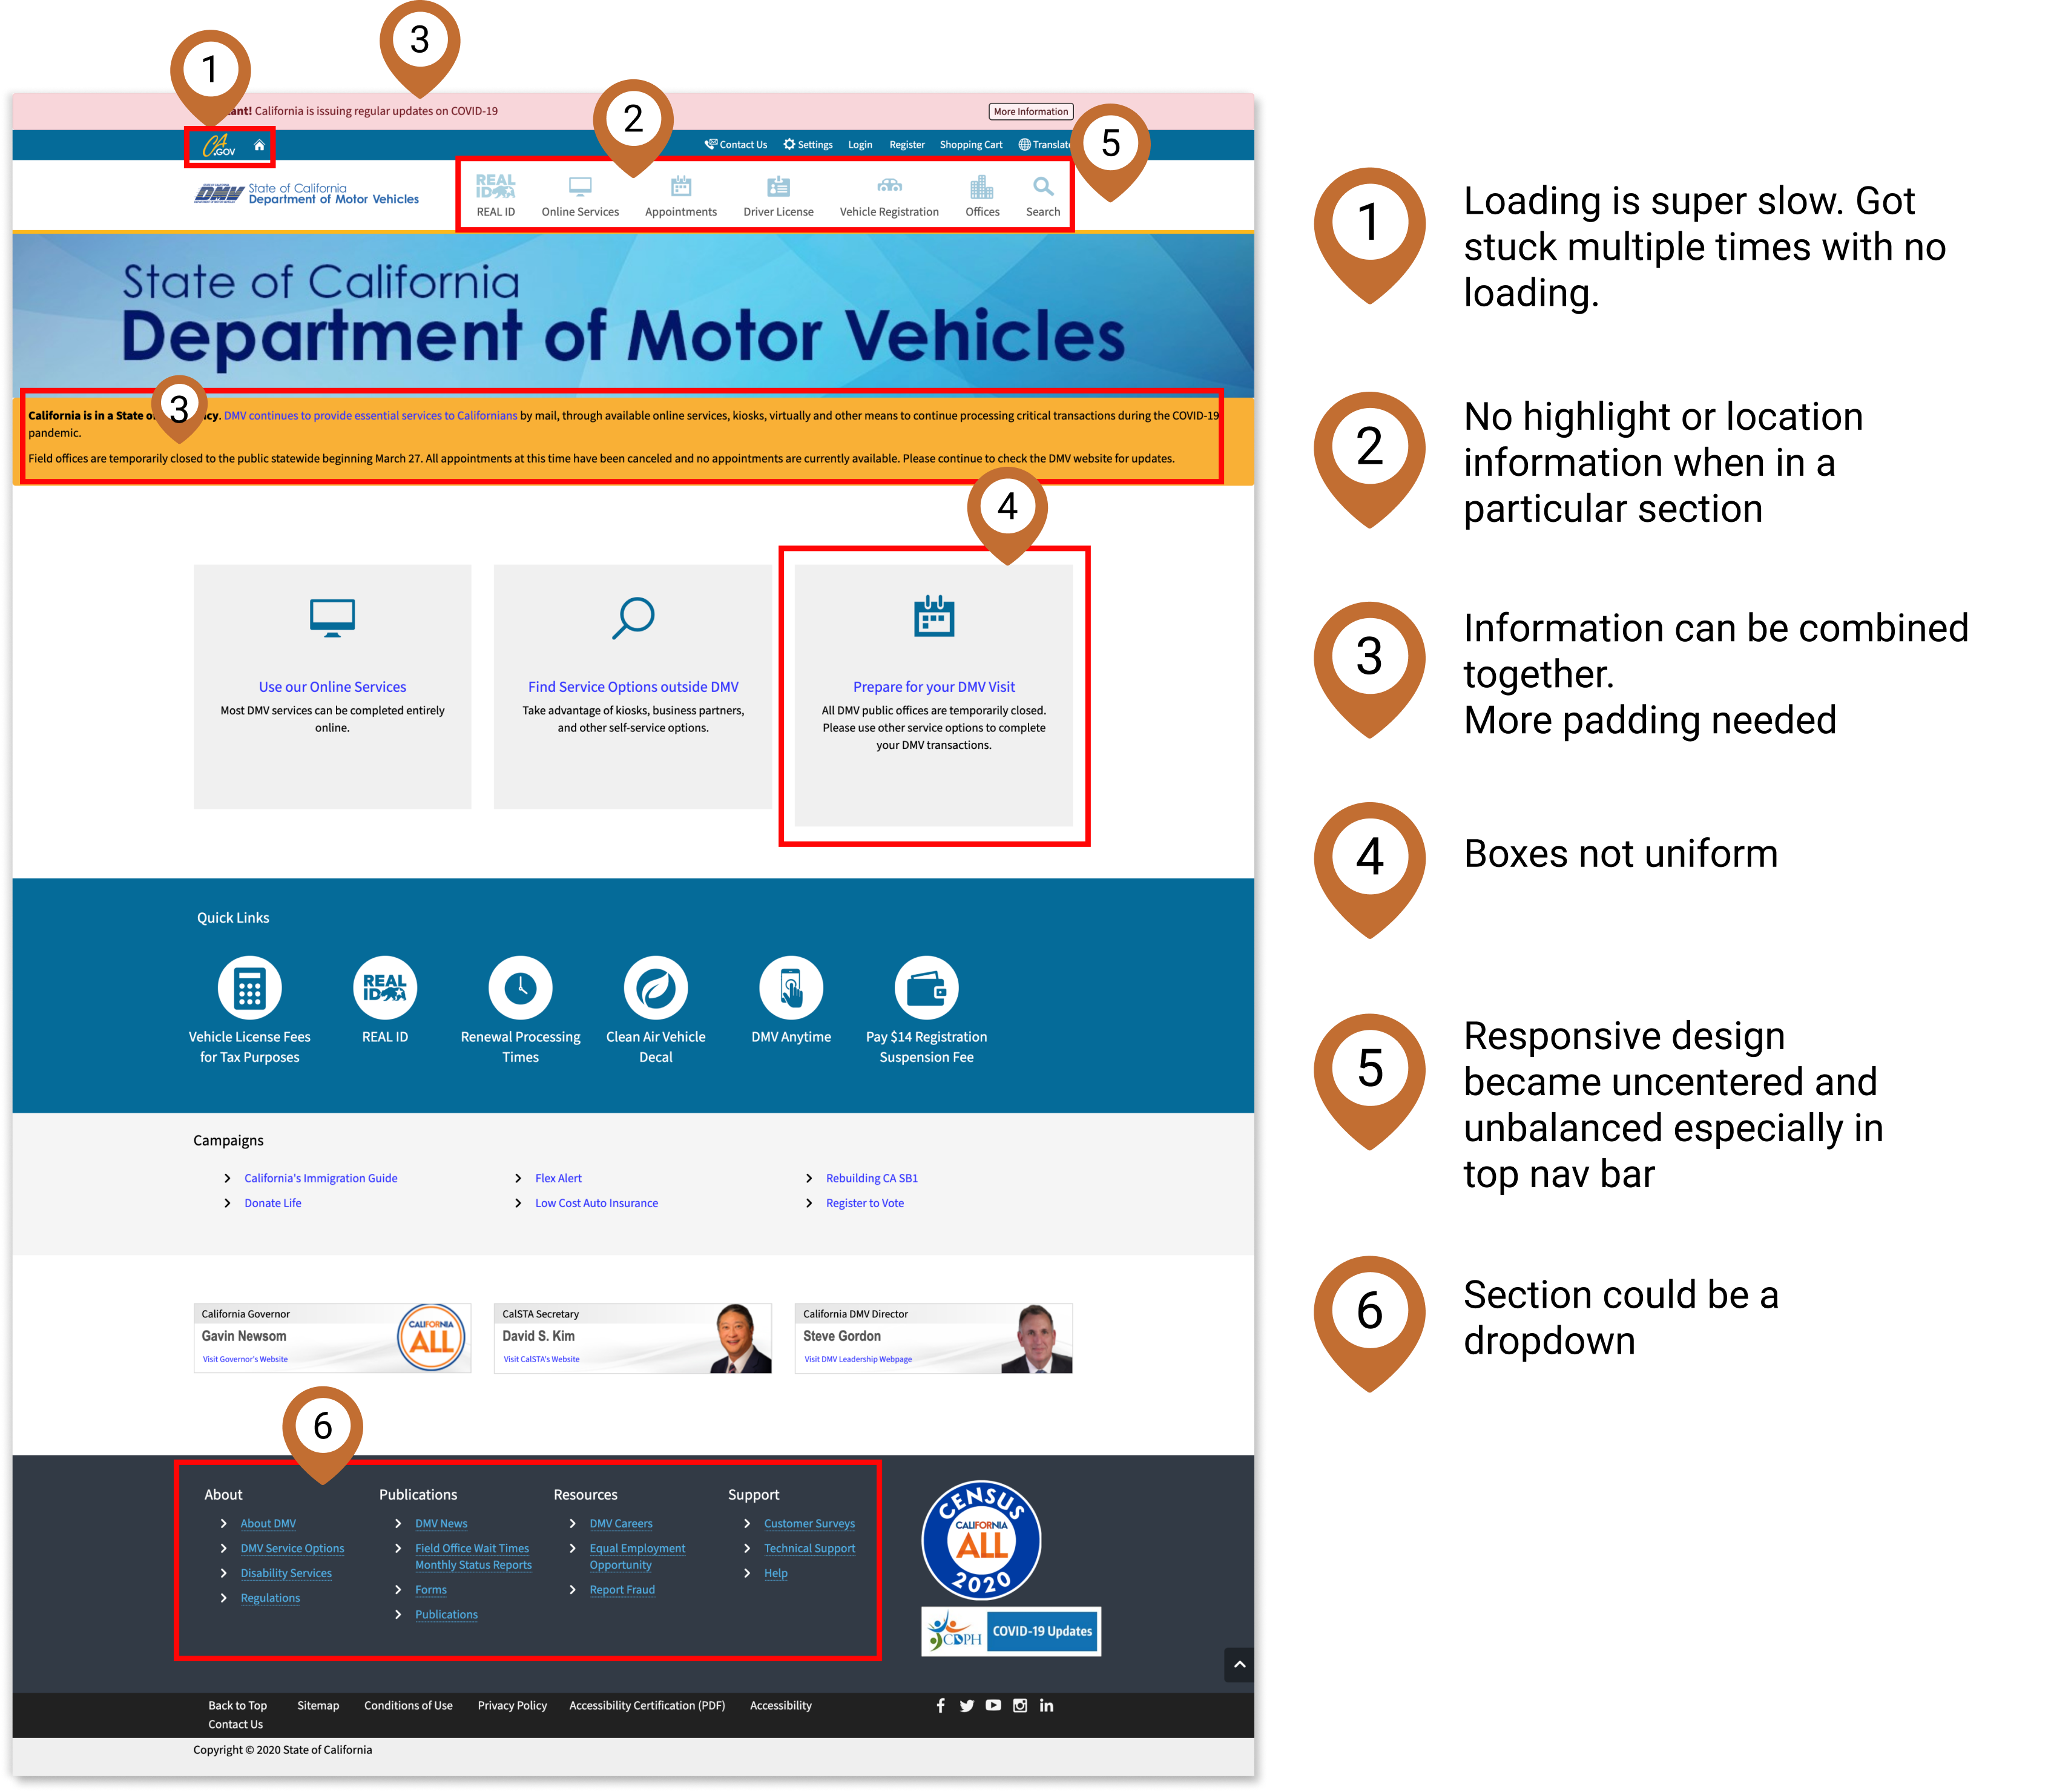 1
3
2
5
ant! California is issuing regular updates on COVID-19
More Information
CA.GOV
Contact Us
Settings
Login
Register
Shopping Cart
Translate
DMV
State of California
Department of Motor Vehicles
REAL ID
REAL ID
Online Services
Appointments
Driver License
Vehicle Registration
Offices
Search
State of California
Department of Motor Vehicles
3
California is in a State o cy. DMV continues to provide essential services to Californians by mail, through available online services, kiosks, virtually and other means to continue processing critical transactions during the COVID-19
pandemic.
Field offices are temporarily closed to the public statewide beginning March 27. All appointments at this time have been canceled and no appointments are currently available. Please continue to check the DMV website for updates.
4
Use our Online Services
Most DMV services can be completed entirely
online.
Find Service Options outside DMV
Take advantage of kiosks, business partners,
and other self-service options.
Prepare for your DMV Visit
All DMV public offices are temporarily closed.
Please use other service options to complete
your DMV transactions.
Quick Links
Vehicle License Fees
for Tax Purposes
REAL ID
REAL ID
Renewal Processing
Times
Clean Air Vehicle
Decal
DMV Anytime
Pay $14 Registration
Suspension Fee
Campaigns
California's Immigration Guide
Donate Life
Flex Alert
Low Cost Auto Insurance
Rebuilding CA SB1
Register to Vote
California Governor
Gavin Newsom
Visit Governor's Website
CALIFORNIA
ALL
CalSTA Secretary
David S. Kim
Visit CalSTA's Website
California DMV Director
Steve Gordon
Visit DMV Leadership Webpage
6
About
About DMV
DMV Service Options
Disability Services
Regulations
Publications
DMV News
Field Office Wait Times
Monthly Status Reports
Forms
Publications
Resources
DMV Careers
Equal Employment
Opportunity
Report Fraud
Support
Customer Surveys
Technical Support
Help
CENSUS
CALIFORNIA
ALL
2020
CDPH
COVID-19 Updates
Back to Top
Sitemap
Conditions of Use
Privacy Policy
Accessibility Certification (PDF)
Accessibility
Contact Us
Copyright © 2020 State of California
1
Loading is super slow. Got
stuck multiple times with no
loading.
2
No highlight or location
information when in a
particular section
3
Information can be combined
together.
More padding needed
4
Boxes not uniform
5
Responsive design
became uncentered and
unbalanced especially in
top nav bar
6
Section could be a
dropdown